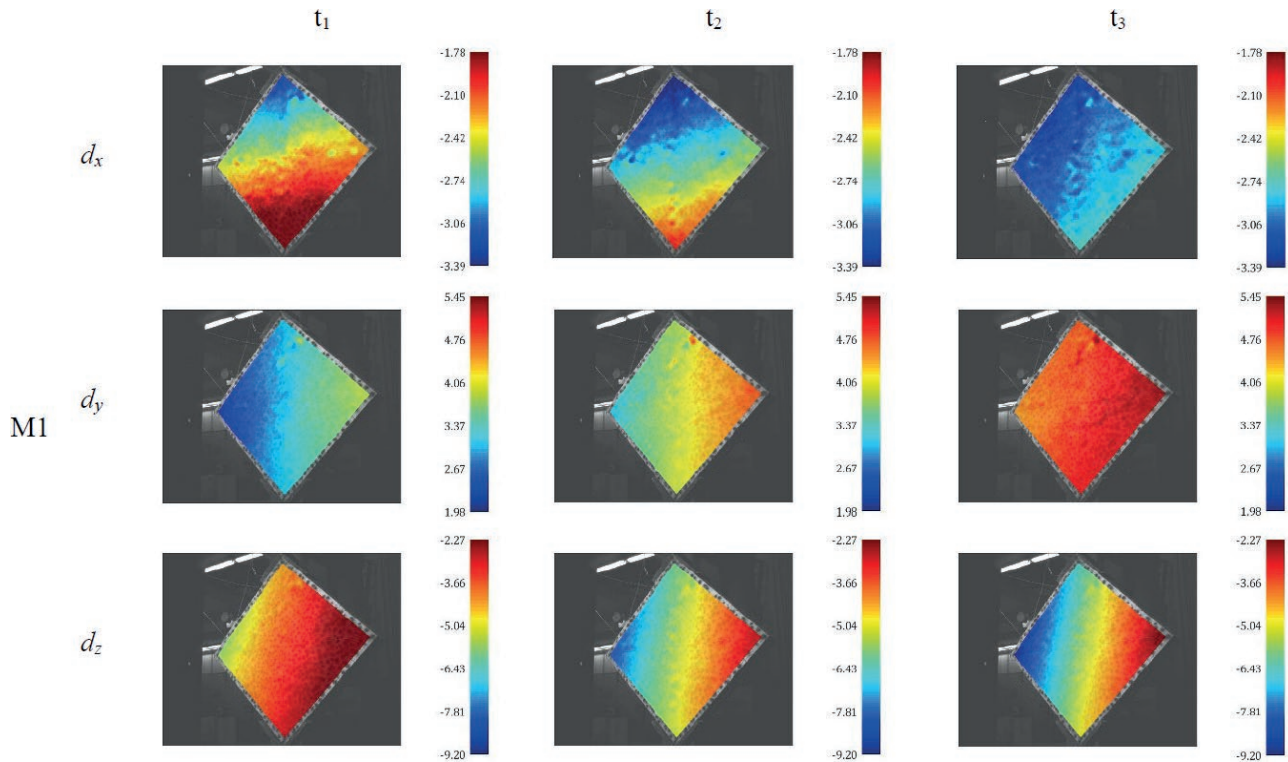 t₁ t₂ t₃
dₓ
-1.78 -1.78 -1.78
-2.10 -2.10 -2.10
-2.42 -2.42 -2.42
-2.74 -2.74 -2.74
-3.06 -3.06 -3.06
-3.39 -3.39 -3.39
M1
d_y
5.45 5.45 5.45
4.76 4.76 4.76
4.06 4.06 4.06
3.37 3.37 3.37
2.67 2.67 2.67
1.98 1.98 1.98
d_z
-2.27 -2.27 -2.27
-3.66 -3.66 -3.66
-5.04 -5.04 -5.04
-6.43 -6.43 -6.43
-7.81 -7.81 -7.81
-9.20 -9.20 -9.20